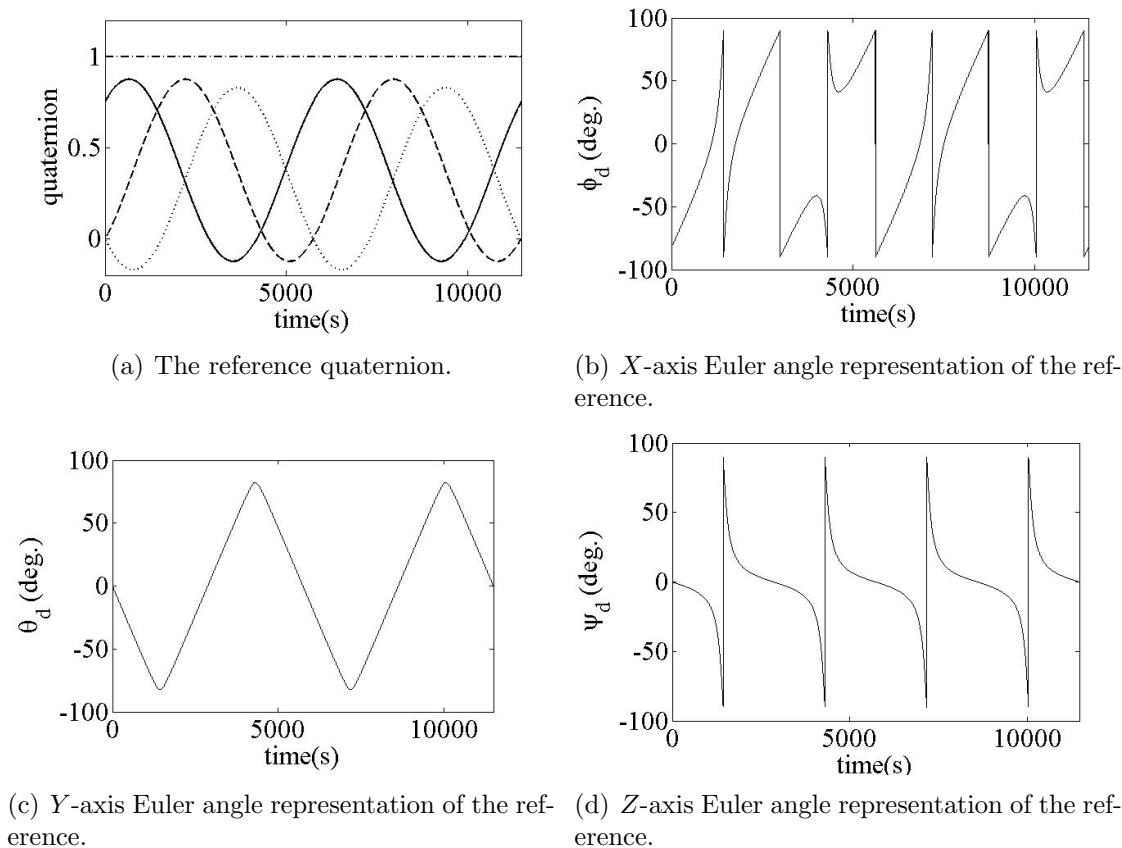 1
0.5
0
quaternion
0
5000
10000
time(s)
(a) The reference quaternion.
100
50
0
-50
-100
ϕ_d (deg.)
0
5000
10000
time(s)
(b) X-axis Euler angle representation of the ref-
erence.
100
50
0
-50
-100
θ_d (deg.)
0
5000
10000
time(s)
(c) Y-axis Euler angle representation of the ref-
erence.
100
50
0
-50
-100
ψ_d (deg.)
0
5000
10000
time(s)
(d) Z-axis Euler angle representation of the ref-
erence.